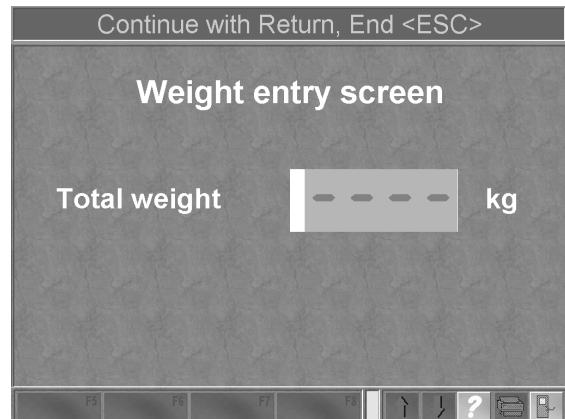 Continue with Return, End <ESC>
Weight entry screen
Total weight - - - - kg
F5 F6 F7 F8 ?